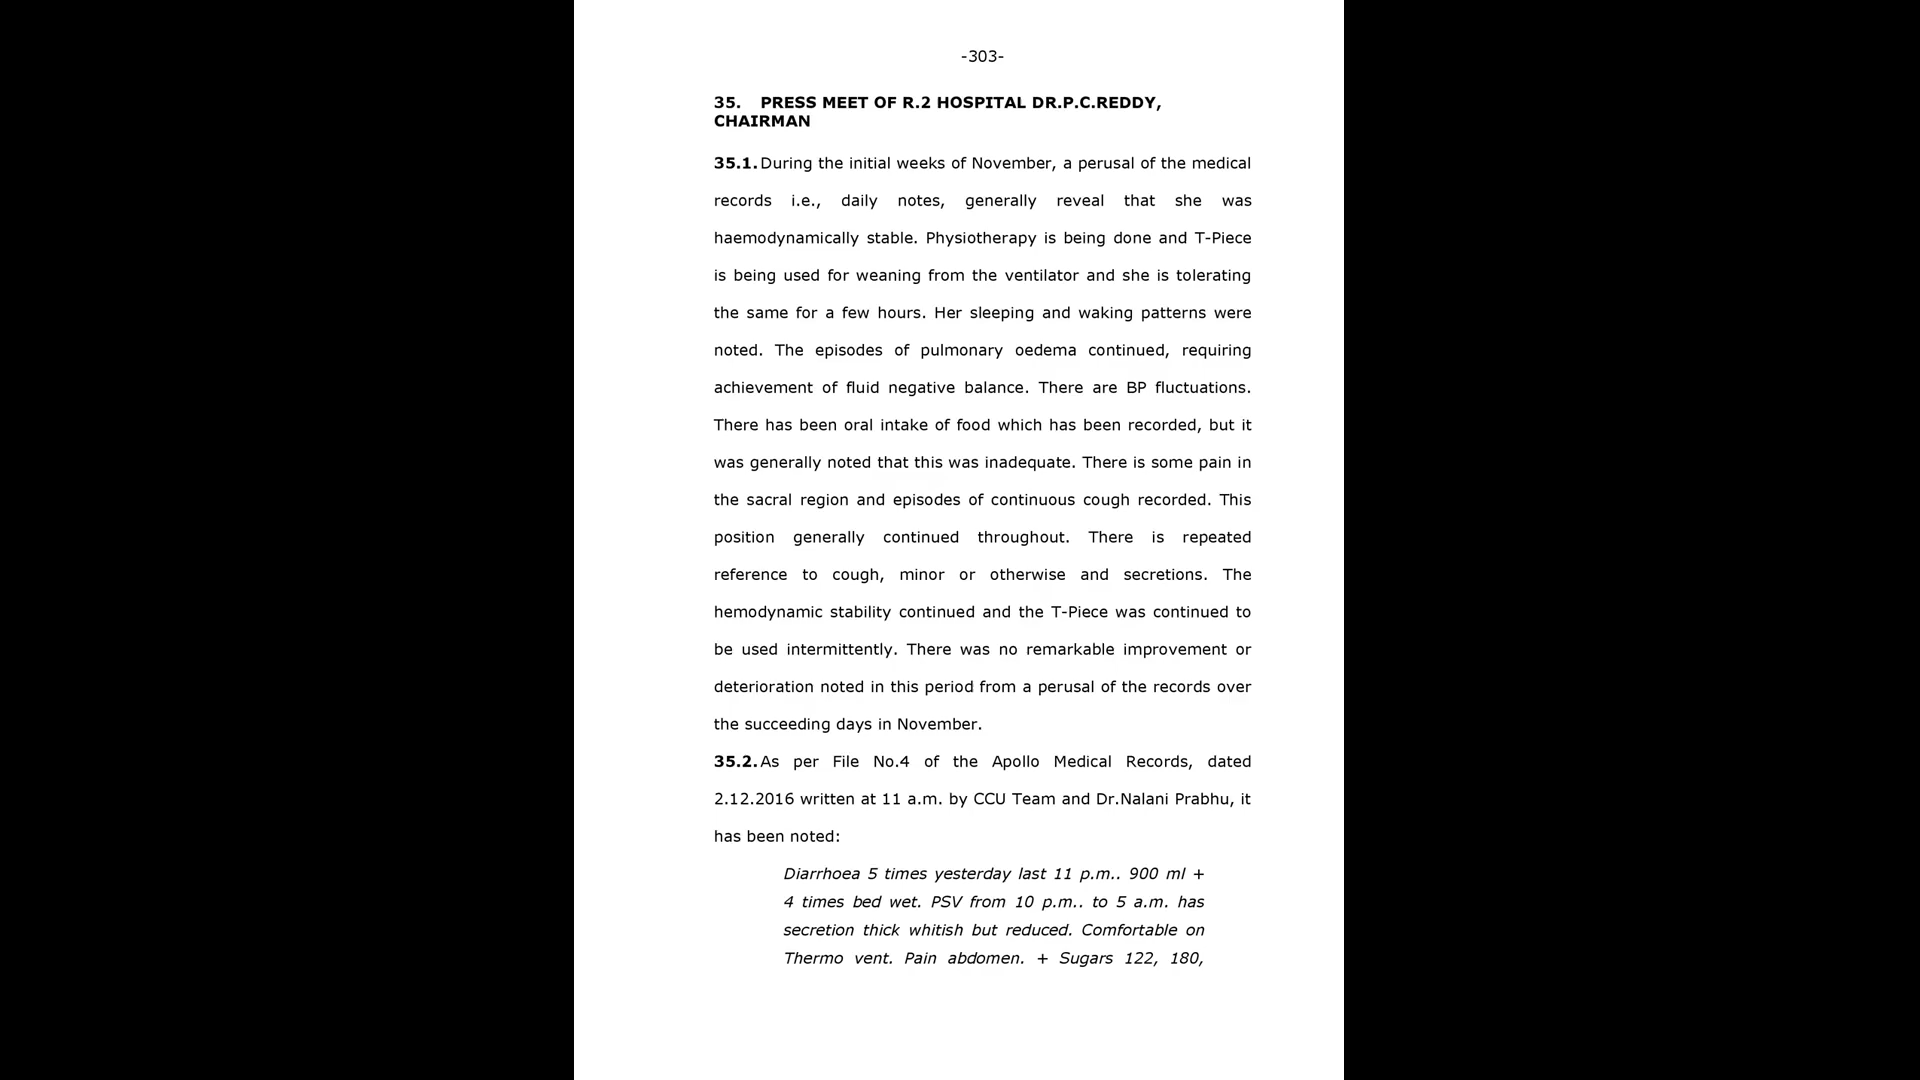 -303-
35. PRESS MEET OF R.2 HOSPITAL DR.P.C.REDDY,
CHAIRMAN
35.1. During the initial weeks of November, a perusal of the medical
records i.e., daily notes, generally reveal that she was
haemodynamically stable. Physiotherapy is being done and T-Piece
is being used for weaning from the ventilator and she is tolerating
the same for a few hours. Her sleeping and waking patterns were
noted. The episodes of pulmonary oedema continued, requiring
achievement of fluid negative balance. There are BP fluctuations.
There has been oral intake of food which has been recorded, but it
was generally noted that this was inadequate. There is some pain in
the sacral region and episodes of continuous cough recorded. This
position generally continued throughout. There is repeated
reference to cough, minor or otherwise and secretions. The
hemodynamic stability continued and the T-Piece was continued to
be used intermittently. There was no remarkable improvement or
deterioration noted in this period from a perusal of the records over
the succeeding days in November.
35.2. As per File No.4 of the Apollo Medical Records, dated
2.12.2016 written at 11 a.m. by CCU Team and Dr.Nalani Prabhu, it
has been noted:
Diarrhoea 5 times yesterday last 11 p.m.. 900 ml +
4 times bed wet. PSV from 10 p.m.. to 5 a.m. has
secretion thick whitish but reduced. Comfortable on
Thermo vent. Pain abdomen. + Sugars 122, 180,